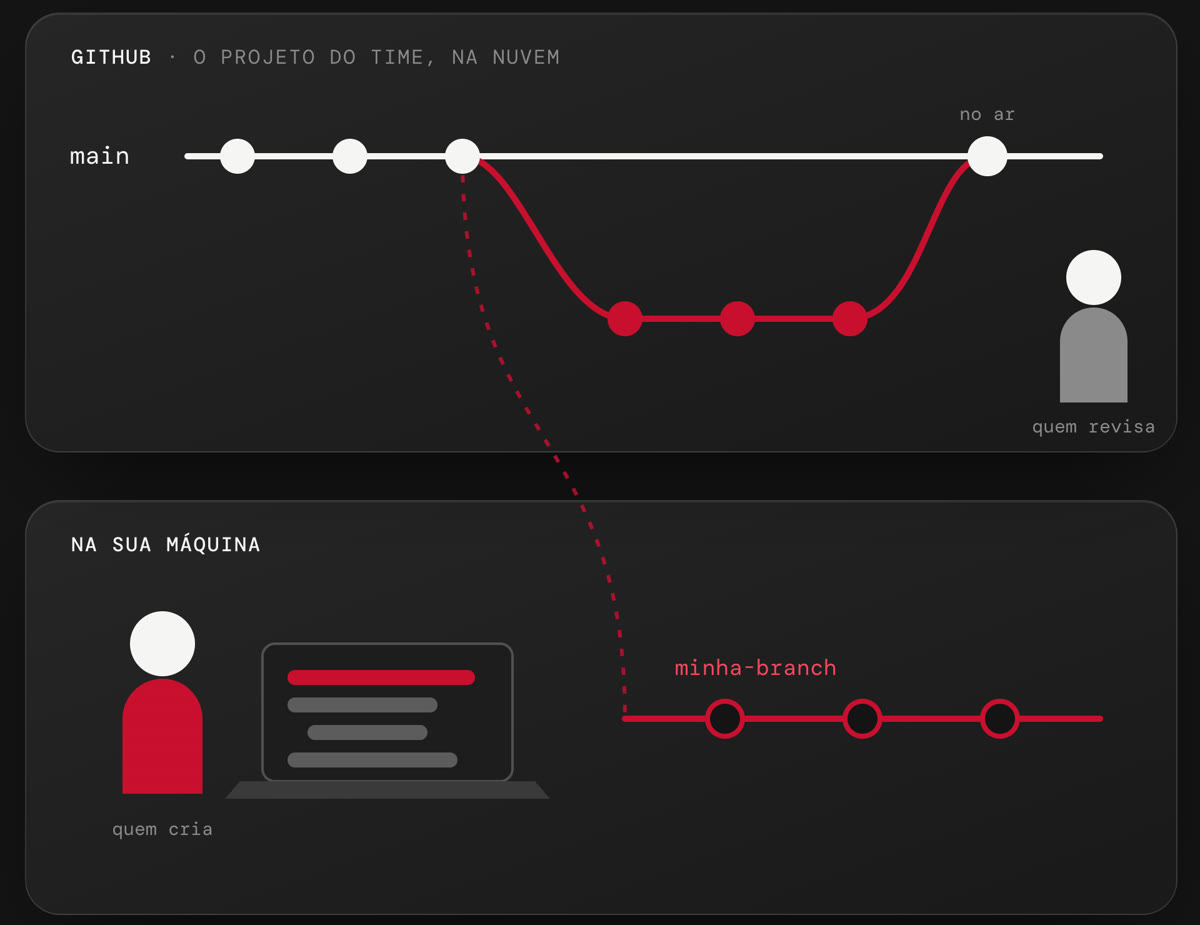 GITHUB · O PROJETO DO TIME, NA NUVEM
no ar
main
quem revisa
NA SUA MÁQUINA
minha-branch
quem cria